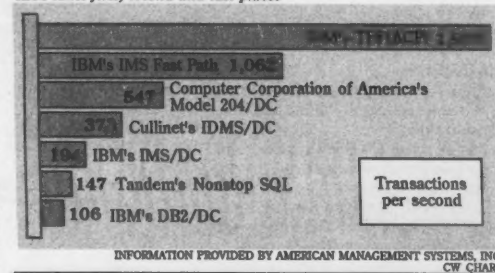 IBM's IMS Fast Path 1,062
547 Computer Corporation of America's
Model 204/DC
Cullinet's IDMS/DC
IBM's IMS/DC
147 Tandem's Nonstop SQL
106 IBM's DB2/DC
Transactions
per second
INFORMATION PROVIDED BY AMERICAN MANAGEMENT SYSTEMS, INC
CW CHAR